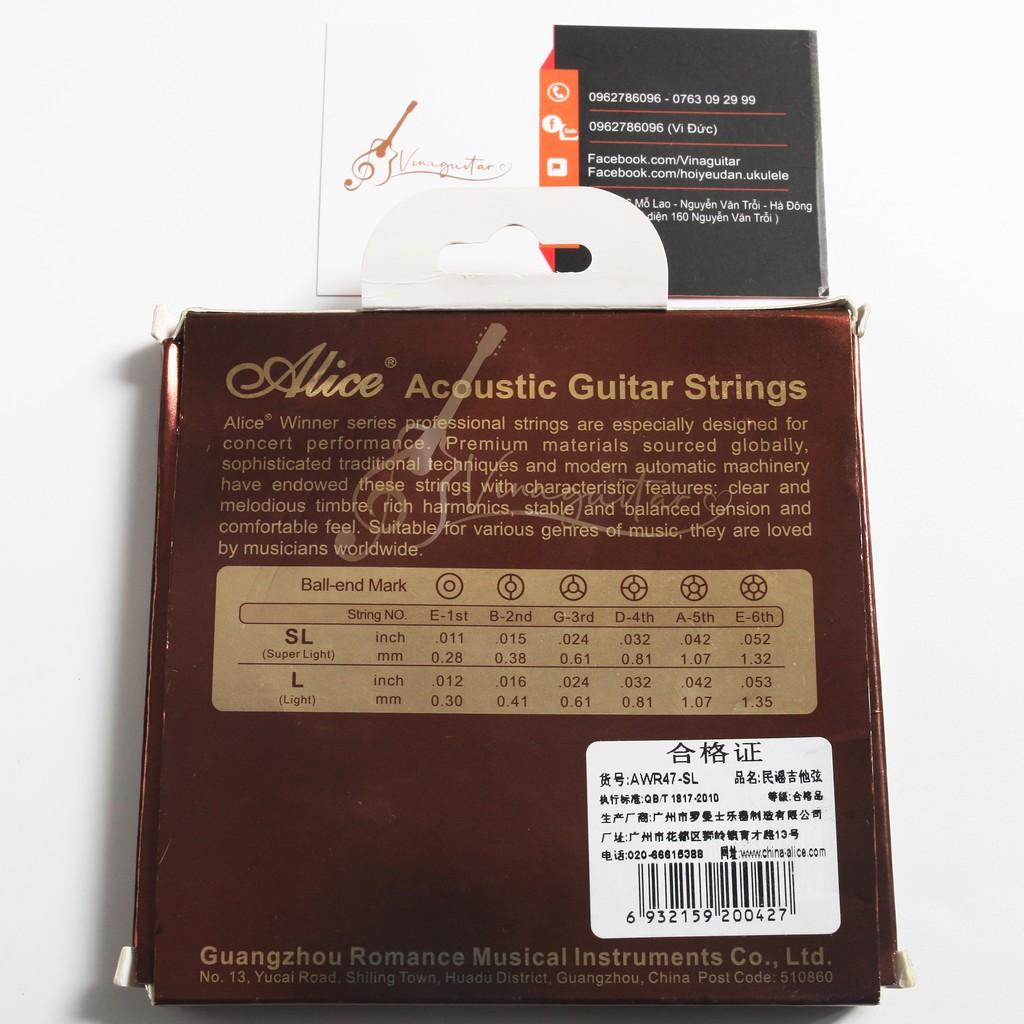 Vinaguitar
0962786096 - 0763 09 29 99
0962786096 (Vi Đức)
Facebook.com/Vinaguitar
Facebook.com/hoiyeudan.ukulele
Mỗ Lao - Nguyễn Văn Trỗi - Hà Đông
diện 160 Nguyễn Văn Trỗi )
Alice® Acoustic Guitar Strings
Alice® Winner series professional strings are especially designed for
concert performance. Premium materials sourced globally,
sophisticated traditional techniques and modern automatic machinery
have endowed these strings with characteristic features: clear and
melodious timbre, rich harmonics, stable and balanced tension and
comfortable feel. Suitable for various genres of music, they are loved
by musicians worldwide.
Vinaguitar
Ball-end Mark
String NO. E-1st B-2nd G-3rd D-4th A-5th E-6th
SL inch .011 .015 .024 .032 .042 .052
(Super Light) mm 0.28 0.38 0.61 0.81 1.07 1.32
L inch .012 .016 .024 .032 .042 .053
(Light) mm 0.30 0.41 0.61 0.81 1.07 1.35
合格证
货号:AWR47-SL 品名:民谣吉他弦
执行标准:QB/T 1817-2010 等级:合格品
生产厂商:广州市罗曼士乐器制造有限公司
厂址:广州市花都区狮岭镇育才路13号
电话:020-66615388 网址:www.china-alice.com
6 932159 200427
Guangzhou Romance Musical Instruments Co., Ltd.
No. 13, Yucai Road, Shiling Town, Huadu District, Guangzhou, China Post Code: 510860